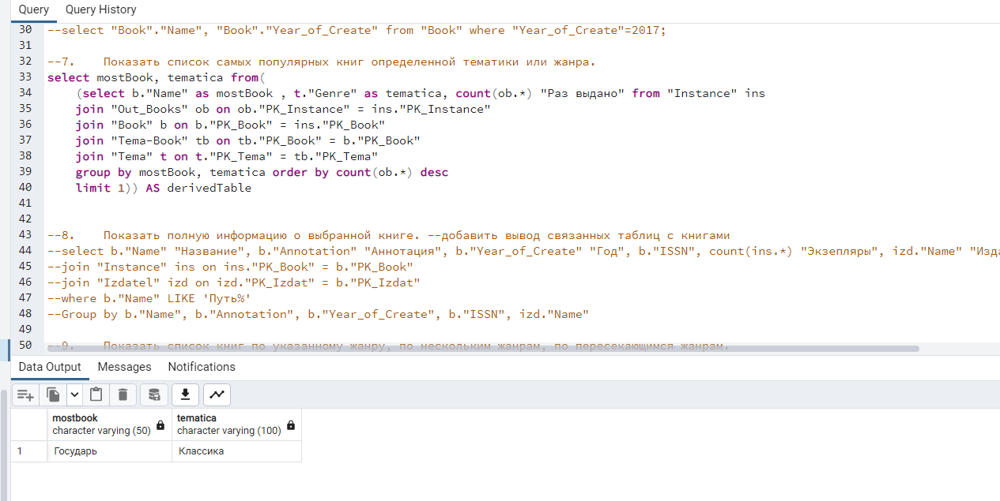 Query Query History
30 --select "Book"."Name", "Book"."Year_of_Create" from "Book" where "Year_of_Create"=2017;
31
32 --7. Показать список самых популярных книг определенной тематики или жанра.
33 select mostBook, tematica from(
34 (select b."Name" as mostBook , t."Genre" as tematica, count(ob.*) "Раз выдано" from "Instance" ins
35 join "Out_Books" ob on ob."PK_Instance" = ins."PK_Instance"
36 join "Book" b on b."PK_Book" = ins."PK_Book"
37 join "Tema-Book" tb on tb."PK_Book" = b."PK_Book"
38 join "Tema" t on t."PK_Tema" = tb."PK_Tema"
39 group by mostBook, tematica order by count(ob.*) desc
40 limit 1)) AS derivedTable
41
42
43 --8. Показать полную информацию о выбранной книге. --добавить вывод связанных таблиц с книгами
44 --select b."Name" "Название", b."Annotation" "Аннотация", b."Year_of_Create" "Год", b."ISSN", count(ins.*) "Экзепляры", izd."Name" "Изда
45 --join "Instance" ins on ins."PK_Book" = b."PK_Book"
46 --join "Izdatel" izd on izd."PK_Izdat" = b."PK_Izdat"
47 --where b."Name" LIKE 'Путь%'
48 --Group by b."Name", b."Annotation", b."Year_of_Create", b."ISSN", izd."Name"
49
50 --9. Показать список книг по указанному жанру, по нескольким жанрам, по пересекающимся жанрам.
Data Output Messages Notifications
mostbook tematica
character varying (50) character varying (100)
1 Государь Классика